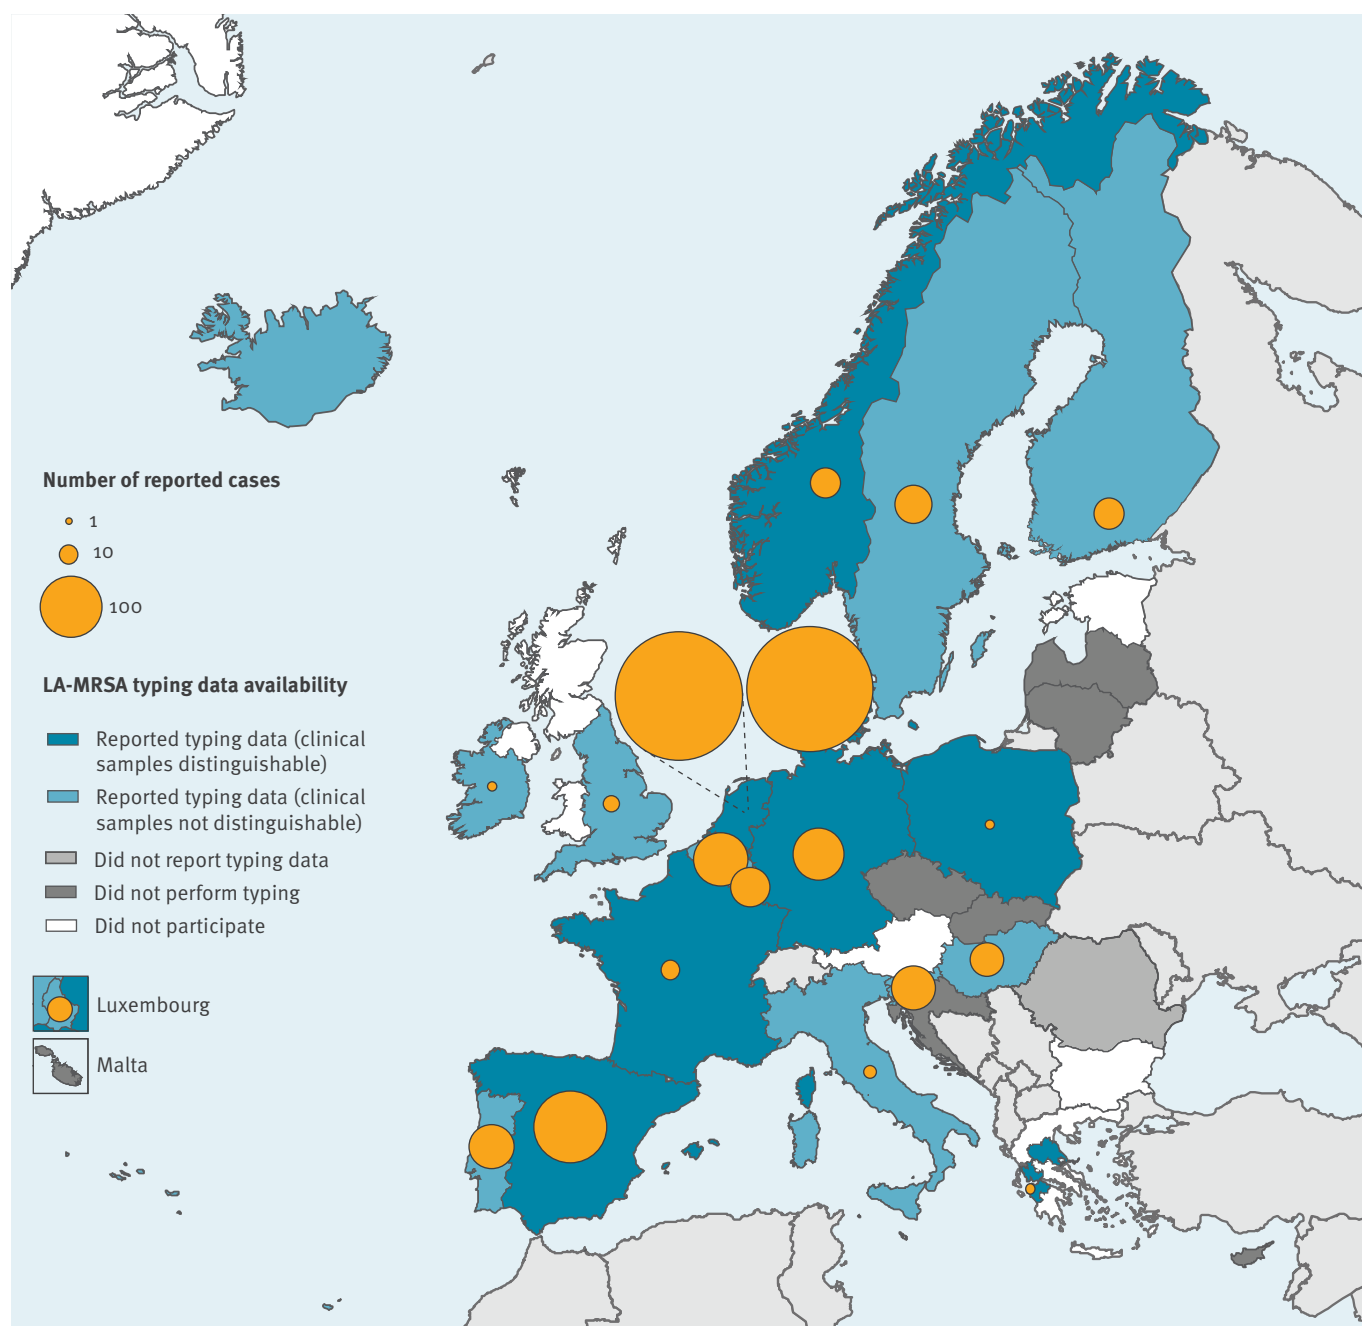 Number of reported cases
1
10
100
LA-MRSA typing data availability
Reported typing data (clinical
samples distinguishable)
Reported typing data (clinical
samples not distinguishable)
Did not report typing data
Did not perform typing
Did not participate
Luxembourg
Malta